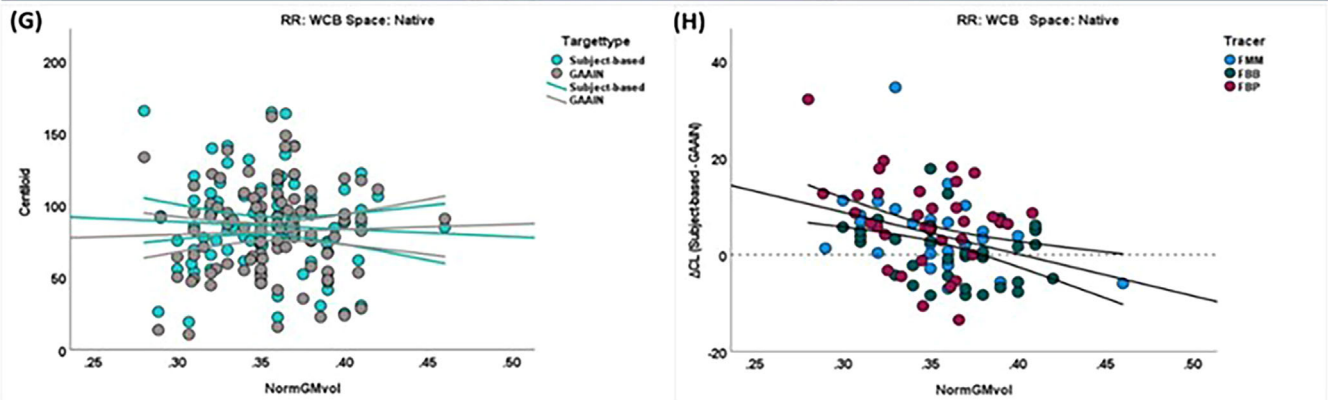 (G)
RR: WCB Space: Native
Targettype
Subject-based
GAAIN
Subject-based
GAAIN
Centiloid
200
150
100
50
0
.25 .30 .35 .40 .45 .50
NormGMvol
(H)
RR: WCB Space: Native
Tracer
FMM
FBB
FBP
ΔCL (Subject-based - GAAIN)
40
20
0
-20
.25 .30 .35 .40 .45 .50
NormGMvol